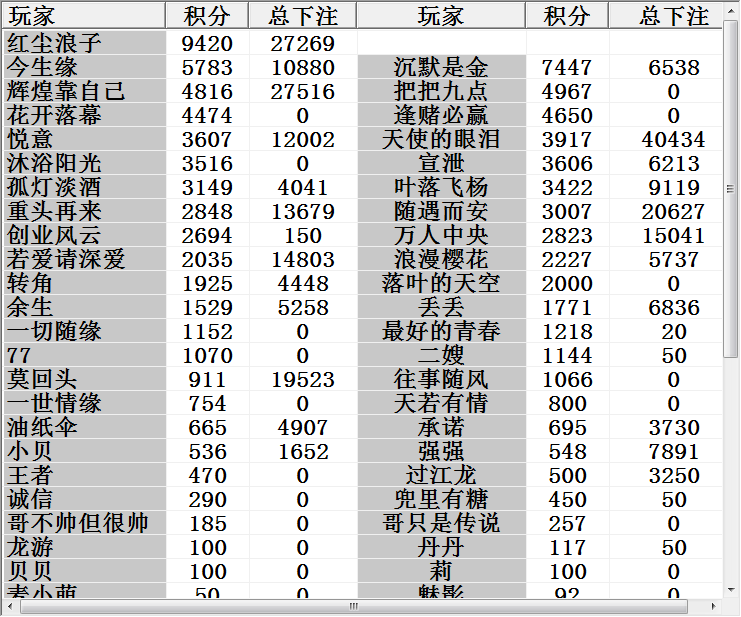 玩家 积分 总下注 玩家 积分 总下注
红尘浪子 9420 27269
今生缘 5783 10880 沉默是金 7447 6538
辉煌靠自己 4816 27516 把把九点 4967 0
花开落幕 4474 0 逢赌必赢 4650 0
悦意 3607 12002 天使的眼泪 3917 40434
沐浴阳光 3516 0 宣泄 3606 6213
孤灯淡酒 3149 4041 叶落飞杨 3422 9119
重头再来 2848 13679 随遇而安 3007 20627
创业风云 2694 150 万人中央 2823 15041
若爱请深爱 2035 14803 浪漫樱花 2227 5737
转角 1925 4448 落叶的天空 2000 0
余生 1529 5258 丢丢 1771 6836
一切随缘 1152 0 最好的青春 1218 20
77 1070 0 二嫂 1144 50
莫回头 911 19523 往事随风 1066 0
一世情缘 754 0 天若有情 800 0
油纸伞 665 4907 承诺 695 3730
小贝 536 1652 强强 548 7891
王者 470 0 过江龙 500 3250
诚信 290 0 兜里有糖 450 50
哥不帅但很帅 185 0 哥只是传说 257 0
龙游 100 0 丹丹 117 50
贝贝 100 0 莉 100 0
麦小萌 50 0 魅影 92 0